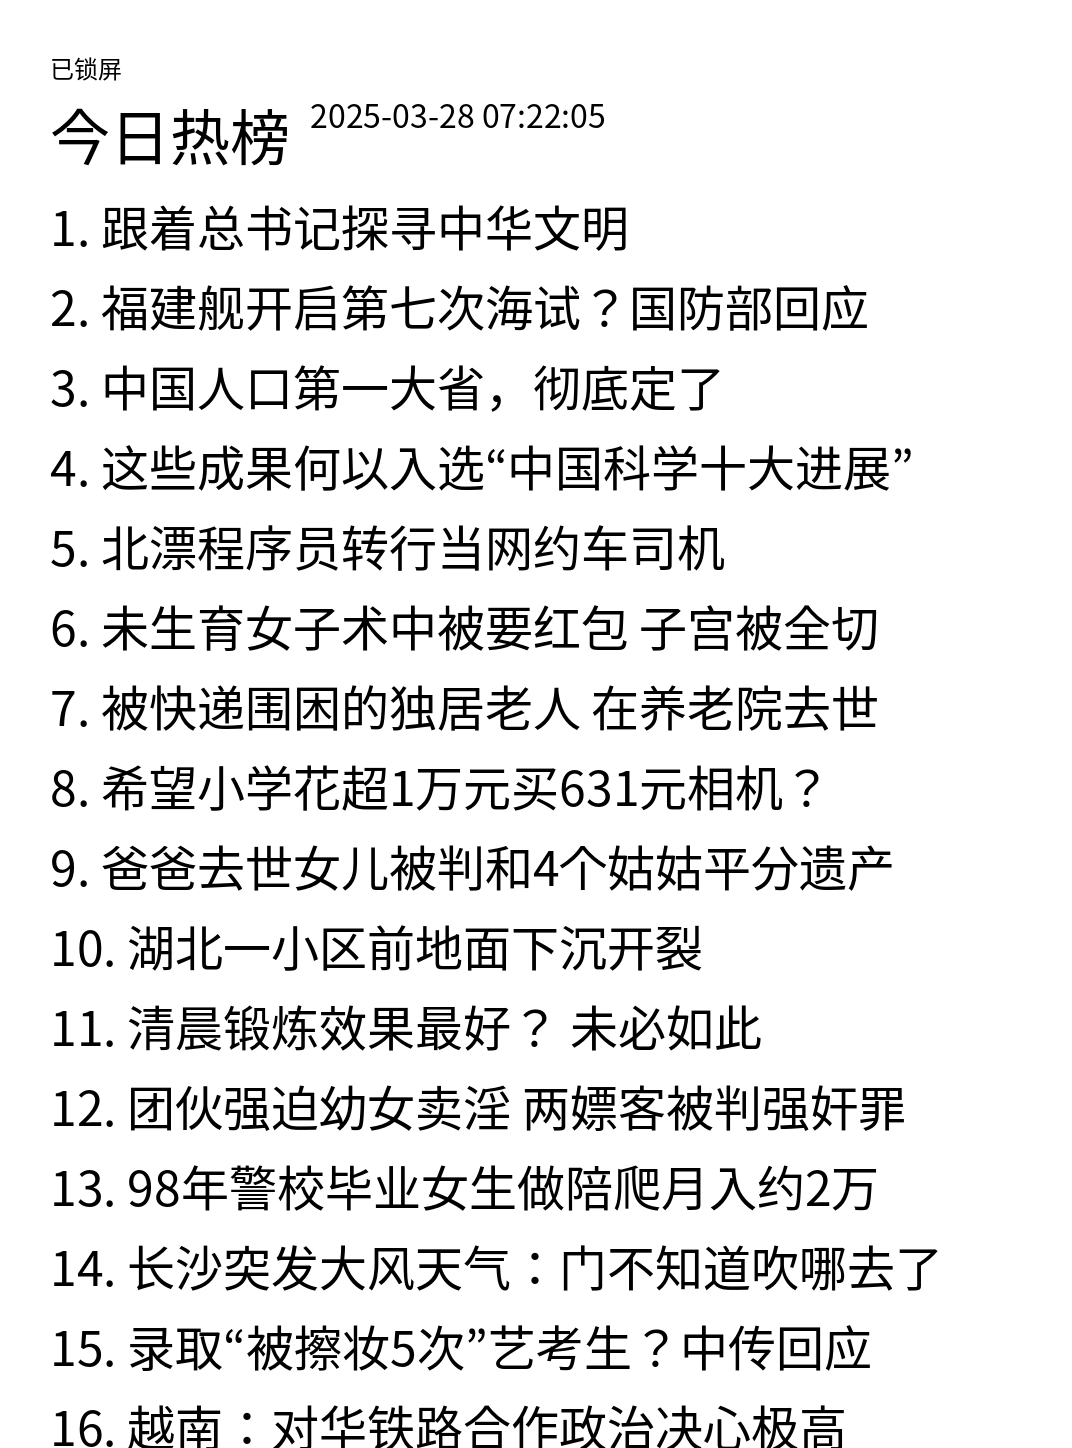 已锁屏
今日热榜 2025-03-28 07:22:05
1. 跟着总书记探寻中华文明
2. 福建舰开启第七次海试？国防部回应
3. 中国人口第一大省，彻底定了
4. 这些成果何以入选“中国科学十大进展”
5. 北漂程序员转行当网约车司机
6. 未生育女子术中被要红包 子宫被全切
7. 被快递围困的独居老人 在养老院去世
8. 希望小学花超1万元买631元相机？
9. 爸爸去世女儿被判和4个姑姑平分遗产
10. 湖北一小区前地面下沉开裂
11. 清晨锻炼效果最好？ 未必如此
12. 团伙强迫幼女卖淫 两嫖客被判强奸罪
13. 98年警校毕业女生做陪爬月入约2万
14. 长沙突发大风天气：门不知道吹哪去了
15. 录取“被擦妆5次”艺考生？中传回应
16. 越南：对华铁路合作政治决心极高